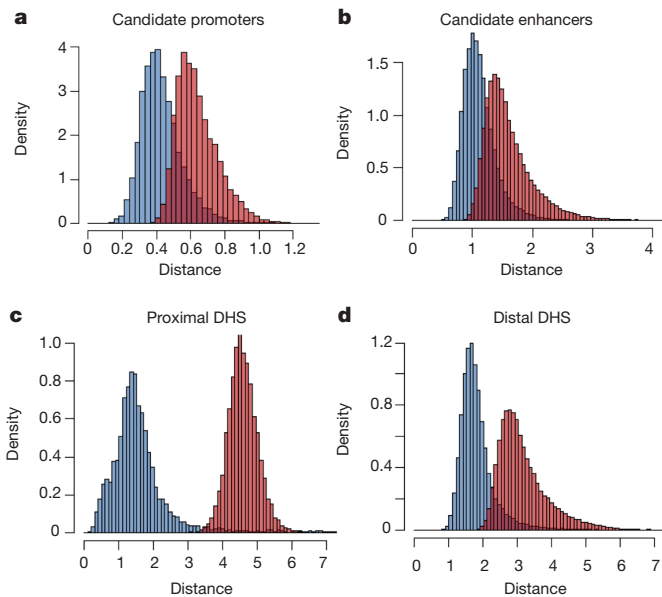 a Candidate promoters
4
3
2
1
0
Density
0 0.2 0.4 0.6 0.8 1.0 1.2
Distance
b Candidate enhancers
1.5
1.0
0.5
0
Density
0 1 2 3 4
Distance
c Proximal DHS
1.0
0.8
0.6
0.4
0.2
0
Density
0 1 2 3 4 5 6 7
Distance
d Distal DHS
1.2
0.8
0.4
0
Density
0 1 2 3 4 5 6 7
Distance